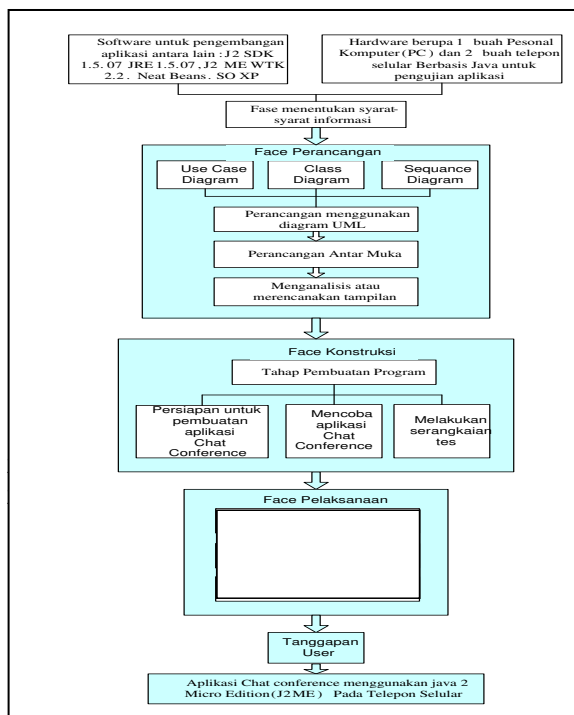 Software untuk pengembangan
aplikasi antara lain : J2 SDK
1.5. 07 JRE 1.5.07 , J2 ME WTK
2.2 . Neat Beans . SO XP
Hardware berupa 1 buah Pesonal
Komputer(PC) dan 2 buah telepon
selular Berbasis Java untuk
pengujian aplikasi
Fase menentukan syarat-
syarat informasi
Face Perancangan
Use Case
Diagram
Class
Diagram
Sequance
Diagram
Perancangan menggunakan
diagram UML
Perancangan Antar Muka
Menganalisis atau
merencanakan tampilan
Face Konstruksi
Tahap Pembuatan Program
Persiapan untuk
pembuatan
aplikasi
Chat
Conference
Mencoba
aplikasi
Chat
Conference
Melakukan
serangkaian
tes
Face Pelaksanaan
Tanggapan
User
Aplikasi Chat conference menggunakan java 2
Micro Edition(J2ME) Pada Telepon Selular